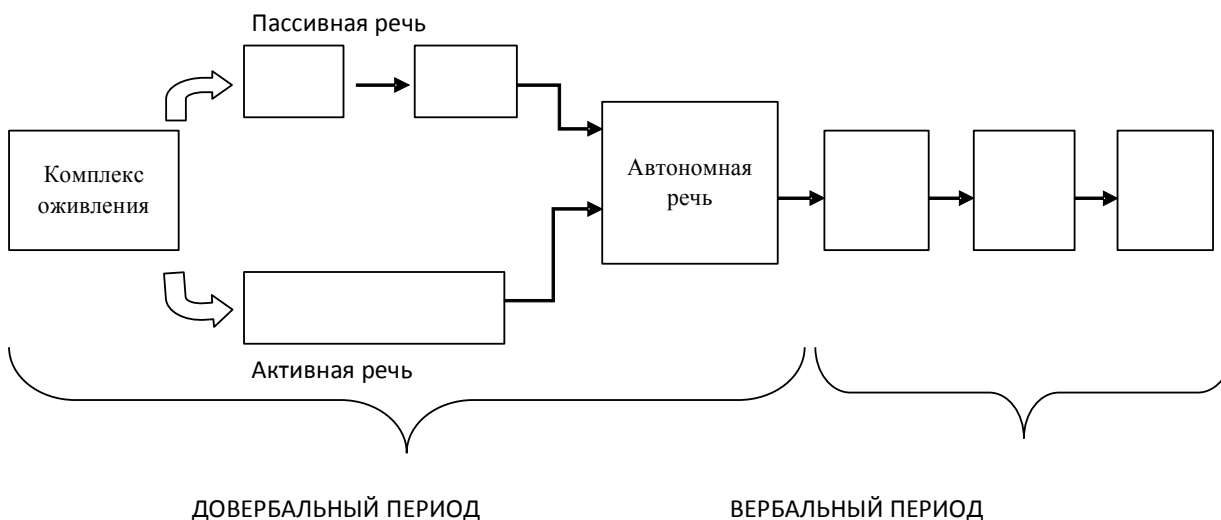 Пассивная речь
Комплекс
оживления
Автономная
речь
Активная речь
ДОВЕРБАЛЬНЫЙ ПЕРИОД
ВЕРБАЛЬНЫЙ ПЕРИОД